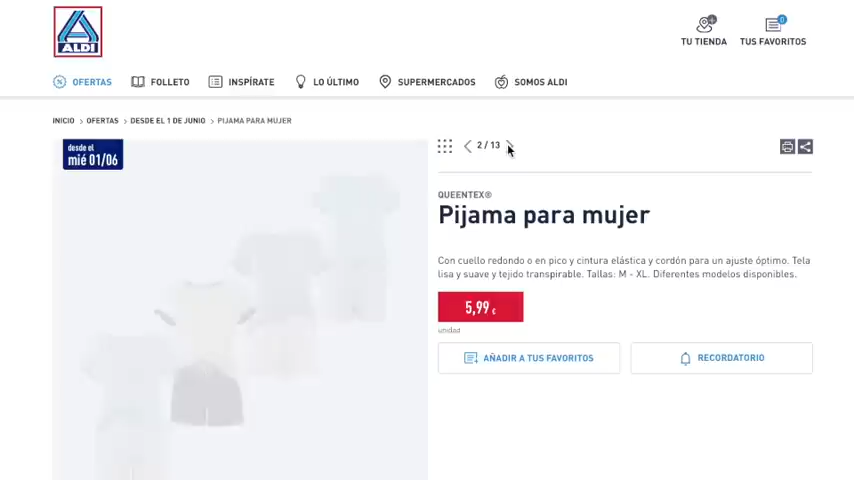 ALDI
TU TIENDA
0
TUS FAVORITOS
OFERTAS
FOLLETO
INSPÍRATE
LO ÚLTIMO
SUPERMERCADOS
SOMOS ALDI
INICIO > OFERTAS > DESDE EL 1 DE JUNIO > PIJAMA PARA MUJER
desde el
mié 01/06
2 / 13
QUEENTEX®
Pijama para mujer
Con cuello redondo o en pico y cintura elástica y cordón para un ajuste óptimo. Tela
lisa y suave y tejido transpirable. Tallas: M - XL. Diferentes modelos disponibles.
5,99 €
unidad
AÑADIR A TUS FAVORITOS
RECORDATORIO